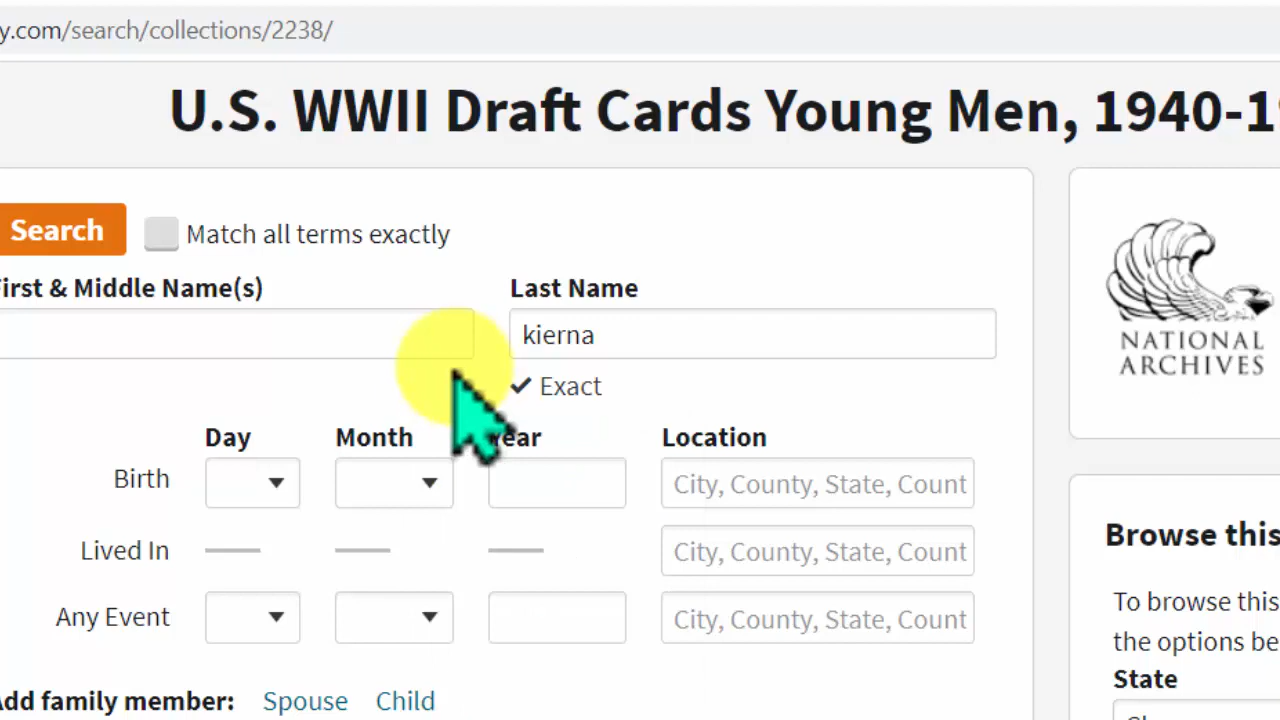 y.com/search/collections/2238/
U.S. WWII Draft Cards Young Men, 1940-1
Search
Match all terms exactly
First & Middle Name(s)
Last Name
kierna
NATIONAL
ARCHIVES
Exact
Day Month Year Location
Birth City, County, State, Count
Lived In City, County, State, Count
Any Event City, County, State, Count
Browse this
To browse this
the options be
State
Add family member: Spouse Child